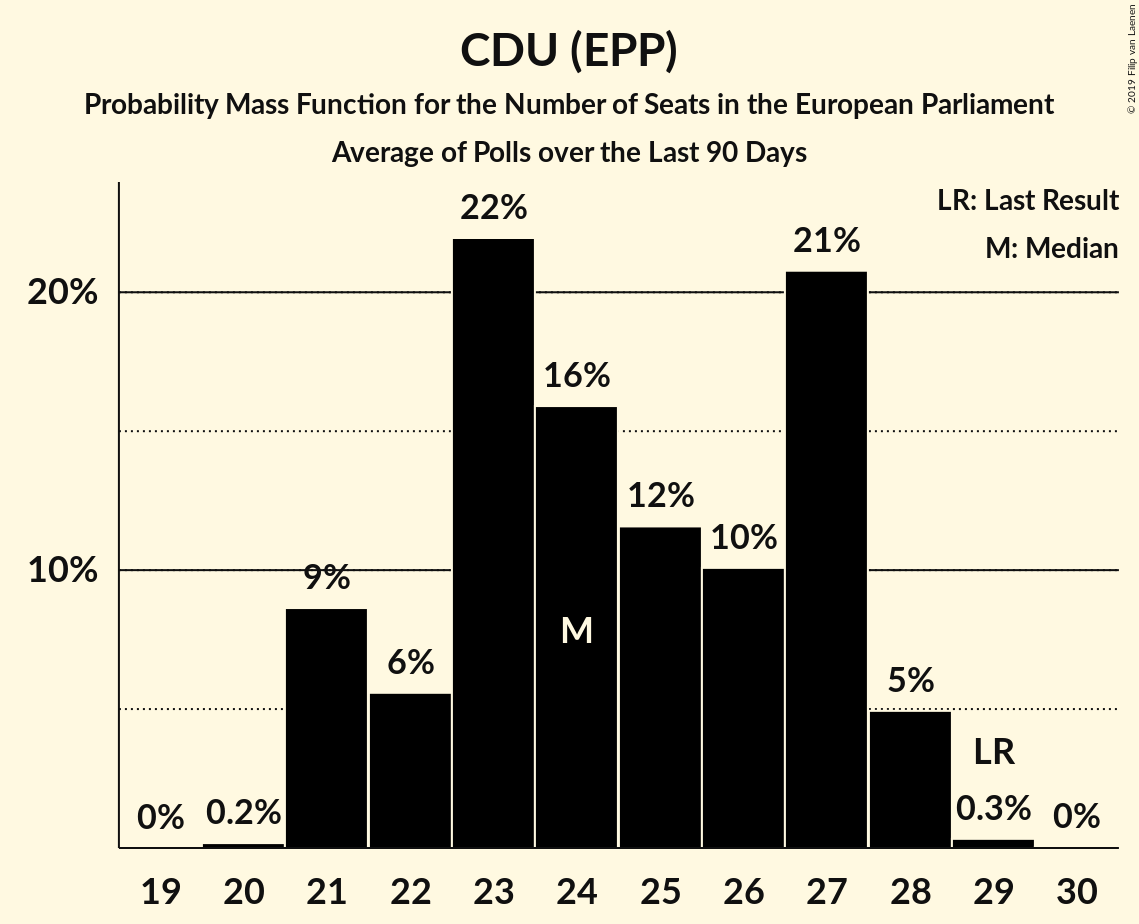 CDU (EPP)
Probability Mass Function for the Number of Seats in the European Parliament
Average of Polls over the Last 90 Days
© 2019 Filip van Laenen
LR: Last Result
M: Median
20%
10%
0%
0.2%
9%
6%
22%
16%
12%
10%
21%
5%
0.3%
0%
M
LR
19 20 21 22 23 24 25 26 27 28 29 30